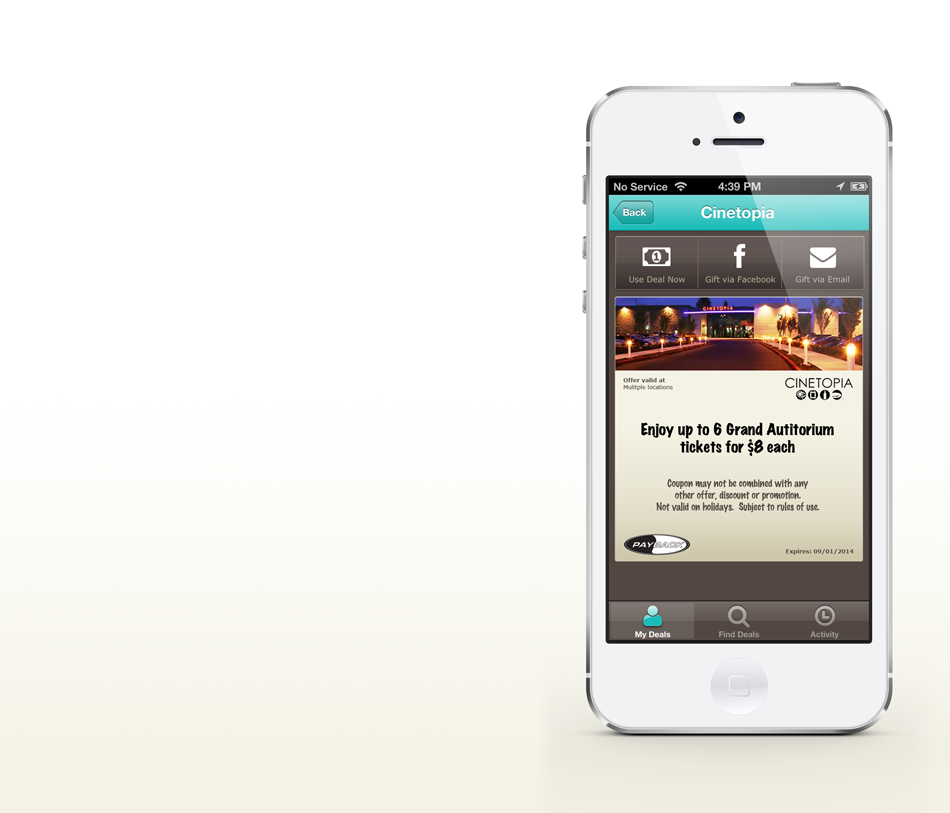 No Service 4:39 PM
Back Cinetopia
Use Deal Now Gift via Facebook Gift via Email
CINETOPIA
Offer valid at
Mulitple locations
CINETOPIA
Enjoy up to 6 Grand Autitorium
tickets for $8 each
Coupon may not be combined with any
other offer, discount or promotion.
Not valid on holidays. Subject to rules of use.
PAYBACK
Expires: 09/01/2014
My Deals Find Deals Activity